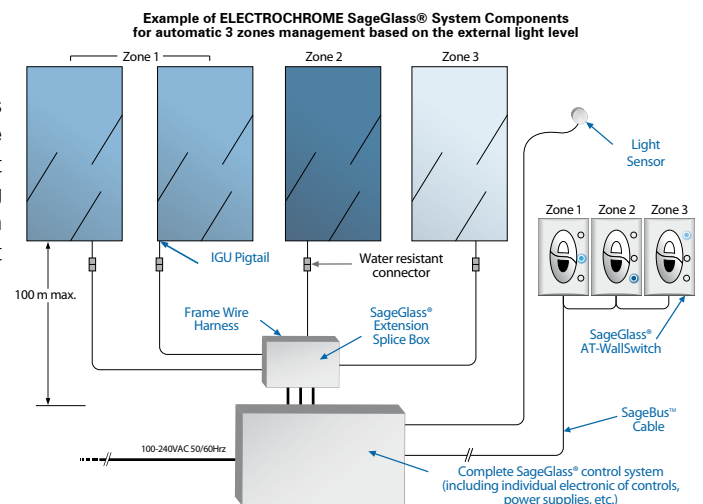 Example of ELECTROCHROME SageGlass® System Components
for automatic 3 zones management based on the external light level
Zone 1
Zone 2
Zone 3
Light
Sensor
Zone 1
Zone 2
Zone 3
IGU Pigtail
Water resistant
connector
100 m max.
Frame Wire
Harness
SageGlass®
Extension
Splice Box
SageGlass®
AT-WallSwitch
SageBus™
Cable
100-240VAC 50/60Hrz
Complete SageGlass® control system
(including individual electronic of controls,
power supplies, etc.)